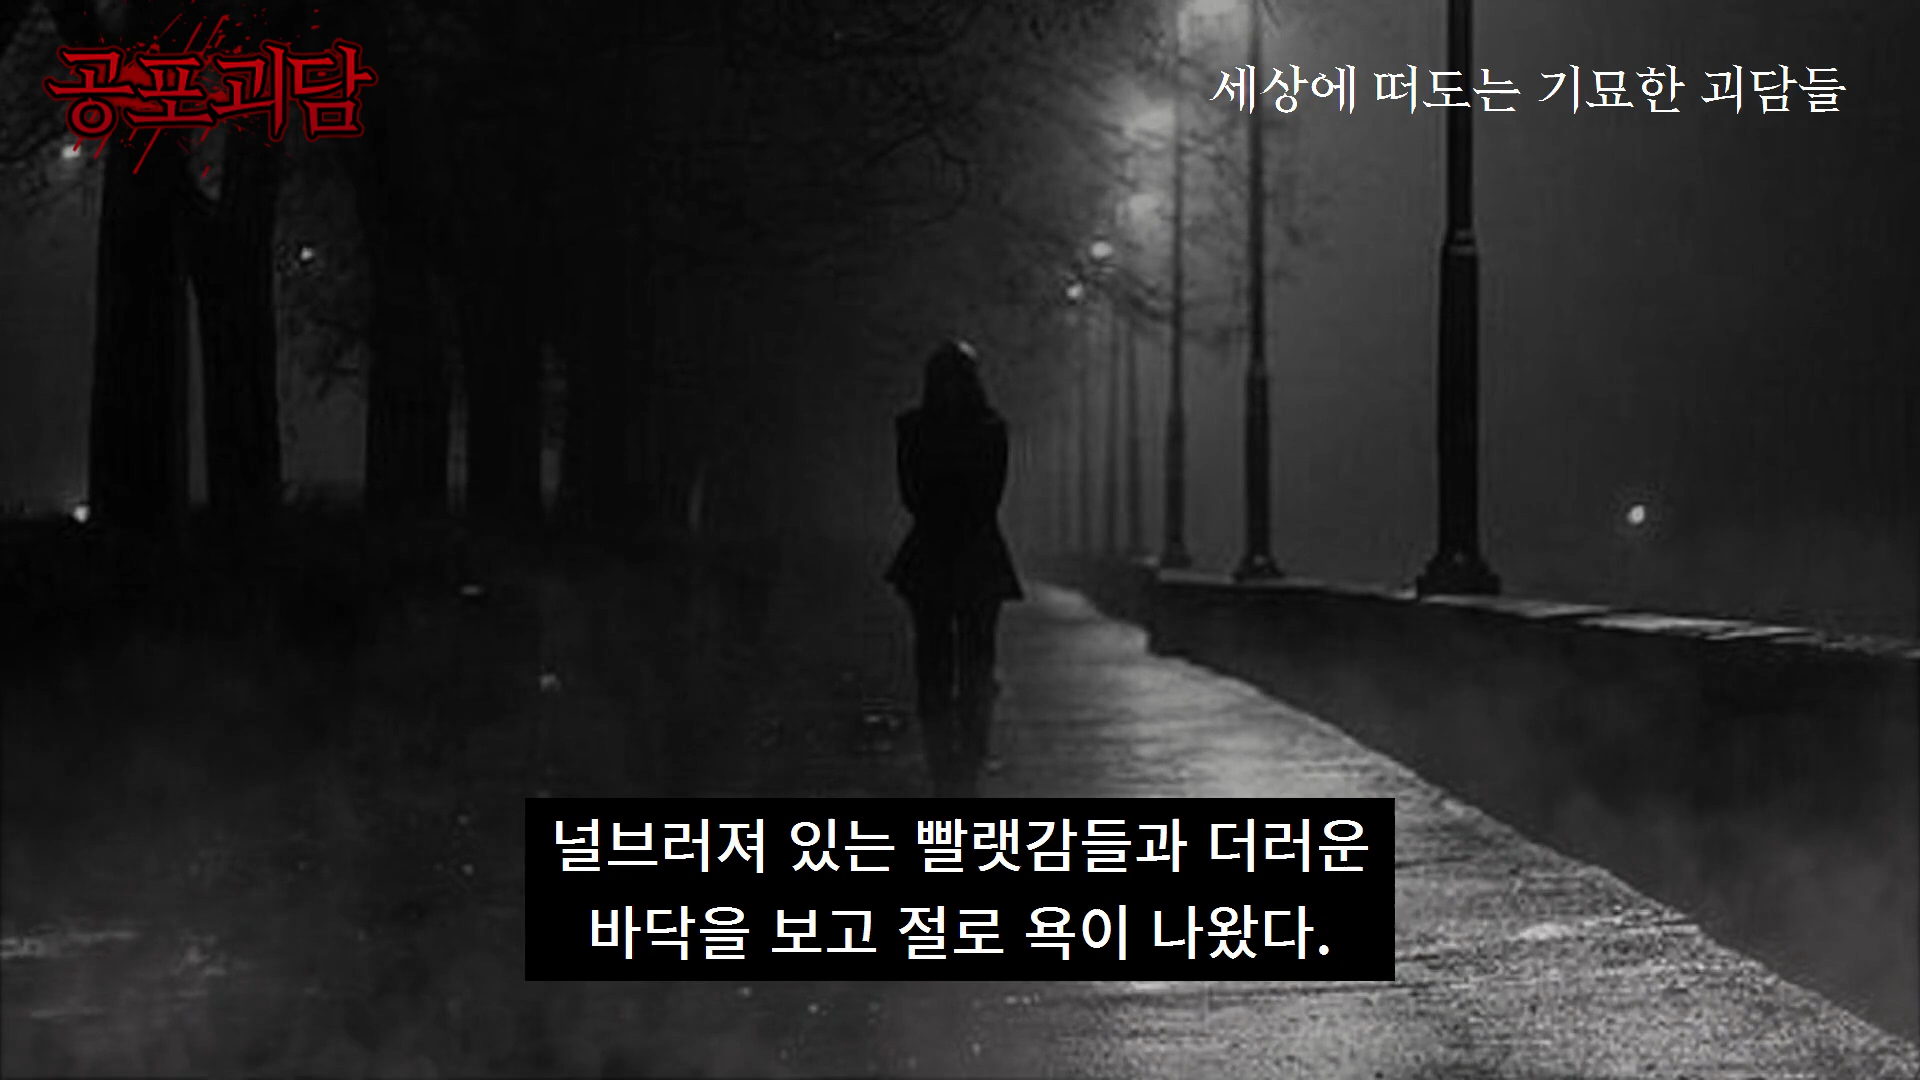 공포괴담
세상에 떠도는 기묘한 괴담들
널브러져 있는 빨랫감들과 더러운
바닥을 보고 절로 욕이 나왔다.